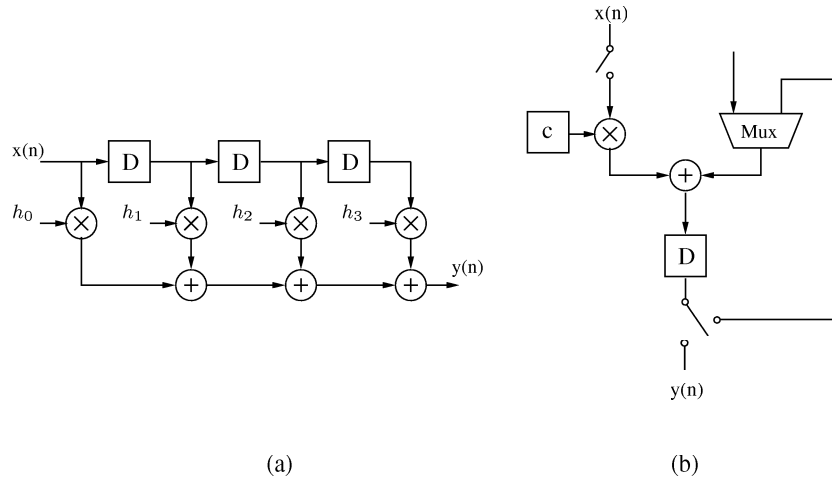 x(n)
D
D
D
h₀
h₁
h₂
h₃
y(n)
(a)
x(n)
c
Mux
D
y(n)
(b)